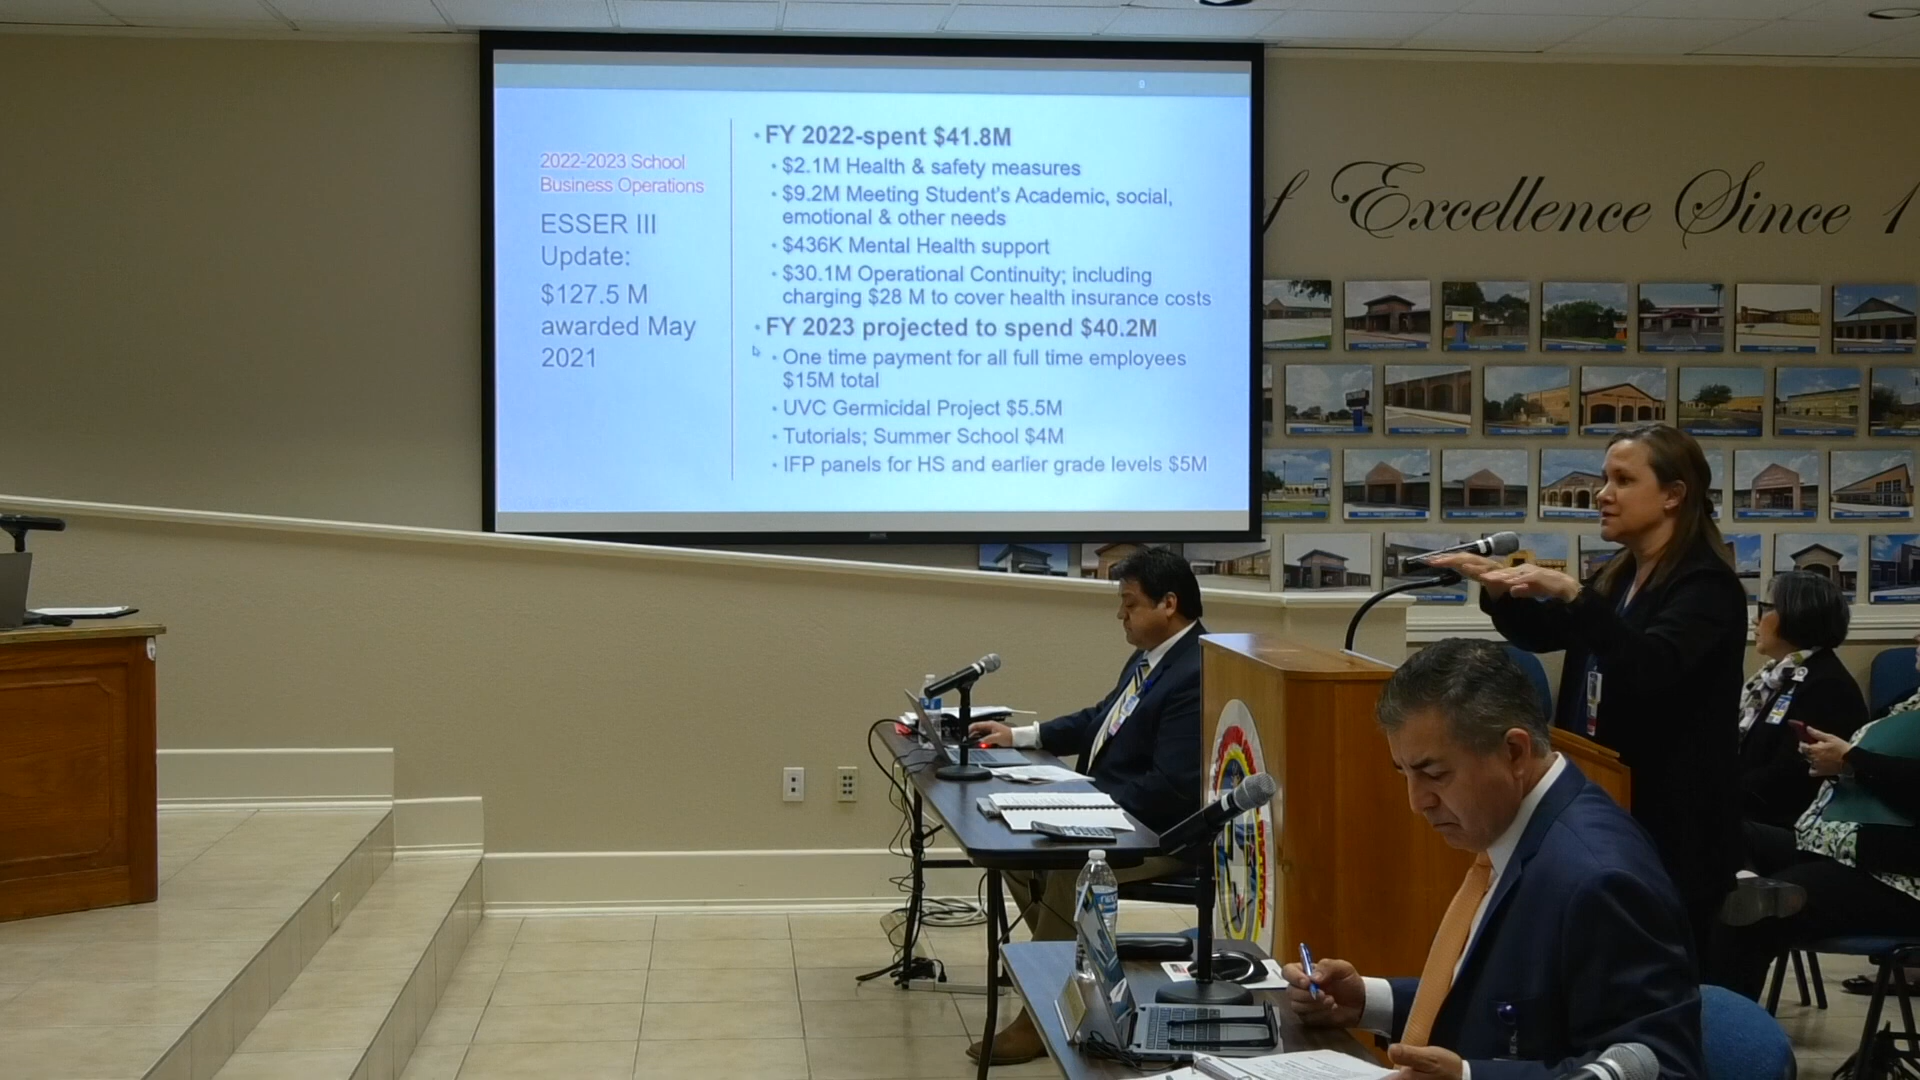 2022-2023 School
Business Operations
ESSER III
Update:
$127.5 M
awarded May
2021
• FY 2022-spent $41.8M
• $2.1M Health & safety measures
• $9.2M Meeting Student's Academic, social,
emotional & other needs
• $436K Mental Health support
• $30.1M Operational Continuity; including
charging $28 M to cover health insurance costs
• FY 2023 projected to spend $40.2M
• One time payment for all full time employees
$15M total
• UVC Germicidal Project $5.5M
• Tutorials; Summer School $4M
• IFP panels for HS and earlier grade levels $5M
f Excellence Since 1